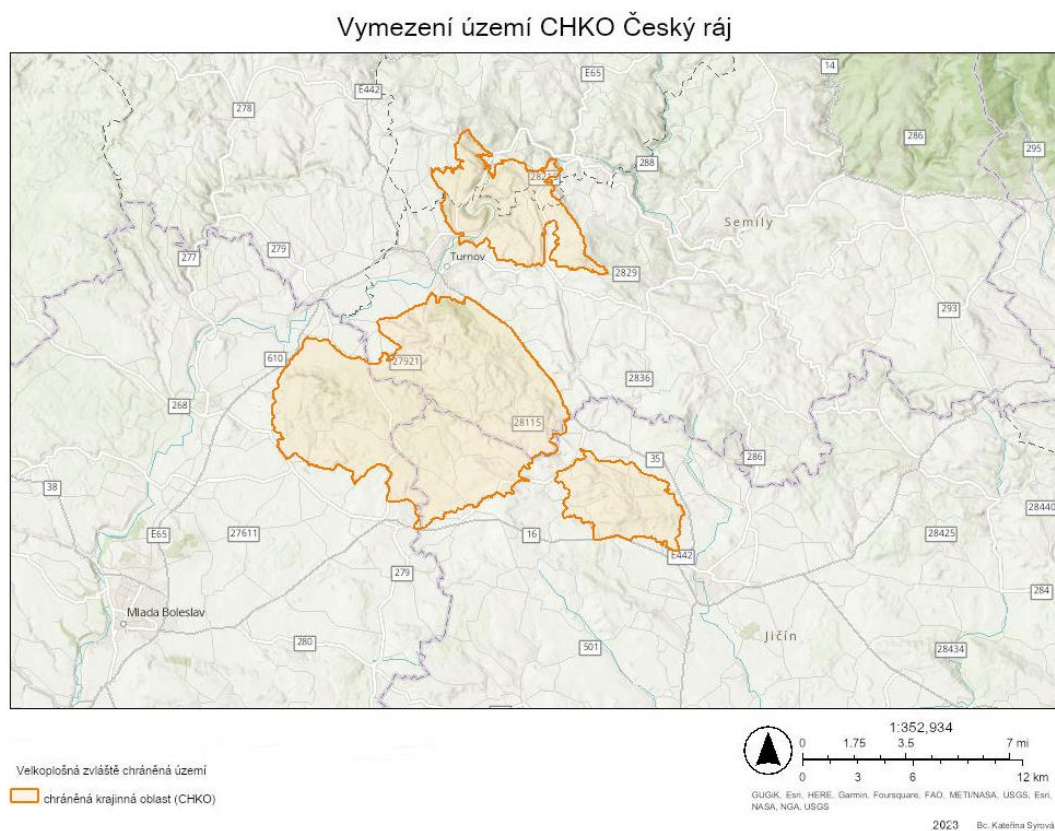 Vymezení území CHKO Český ráj
14
E65
E442
278
286
288
295
Semily
279
277
Turnov
2829
293
610
27921
2836
268
28115
35
286
38
28440
E65
27611
16
28425
E442
279
284
Mlada Boleslav
Jičín
280
501
28434
1:352,934
0 1.75 3.5 7 mi
0 3 6 12 km
Velkoplošná zvláště chráněná území
chráněná krajinná oblast (CHKO)
GUGiK, Esri, HERE, Garmin, Foursquare, FAO, METI/NASA, USGS, Esri,
NASA, NGA, USGS
2023 Bc. Kateřina Syrová